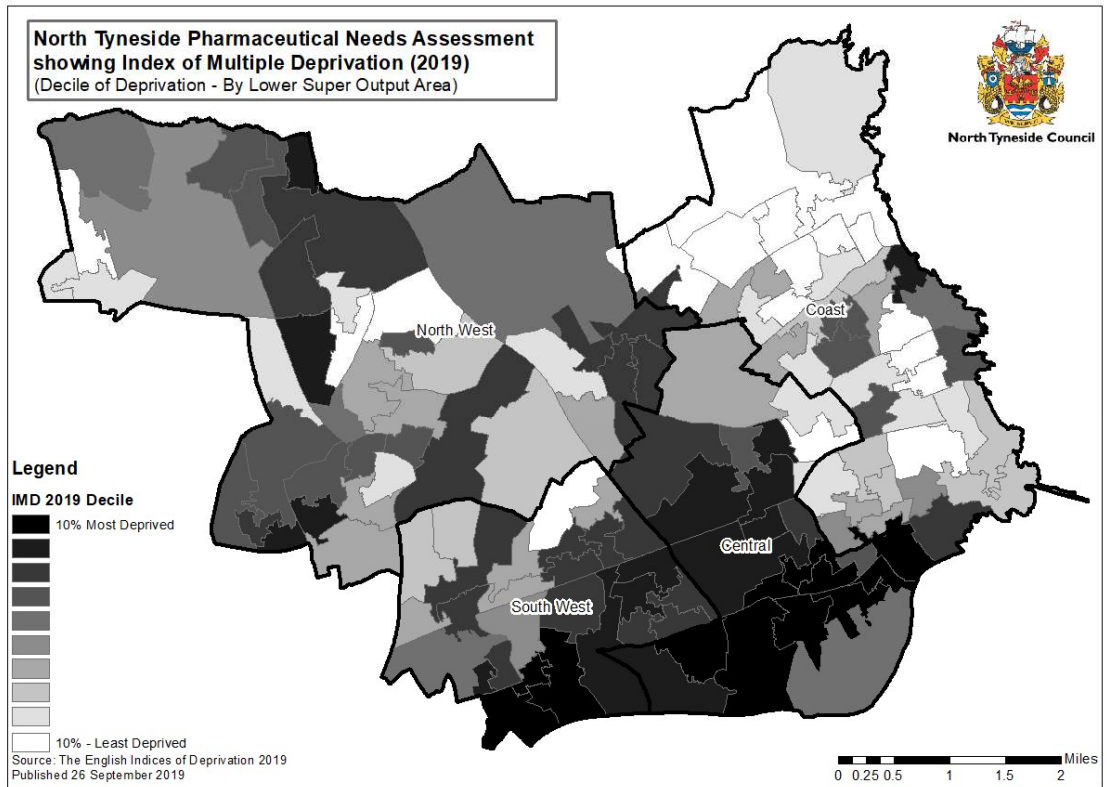 North Tyneside Pharmaceutical Needs Assessment
showing Index of Multiple Deprivation (2019)
(Decile of Deprivation - By Lower Super Output Area)
North Tyneside Council
Coast
North West
Central
South West
Legend
IMD 2019 Decile
10% Most Deprived
10% - Least Deprived
Source: The English Indices of Deprivation 2019
Published 26 September 2019
Miles
0 0.25 0.5 1 1.5 2